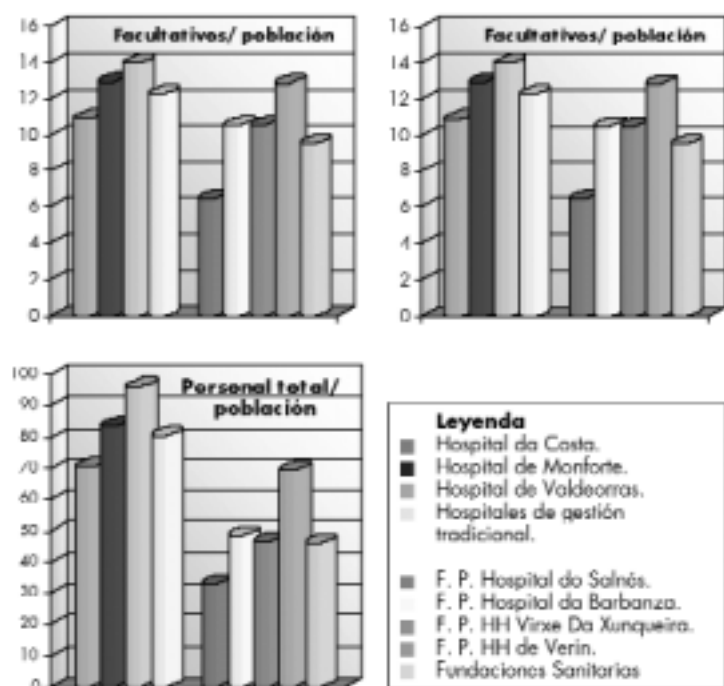 Facultativos/ población
16
14
12
10
8
6
4
2
0
Facultativos/ población
16
14
12
10
8
6
4
2
0
Personal total/
población
100
90
80
70
60
50
40
30
20
10
0
Leyenda
Hospital da Costa.
Hospital de Monforte.
Hospital de Valdeorras.
Hospitales de gestión
tradicional.
F. P. Hospital do Salnés.
F. P. Hospital da Barbanza.
F. P. HH Virxe Da Xunqueira.
F. P. HH de Verin.
Fundaciones Sanitarias